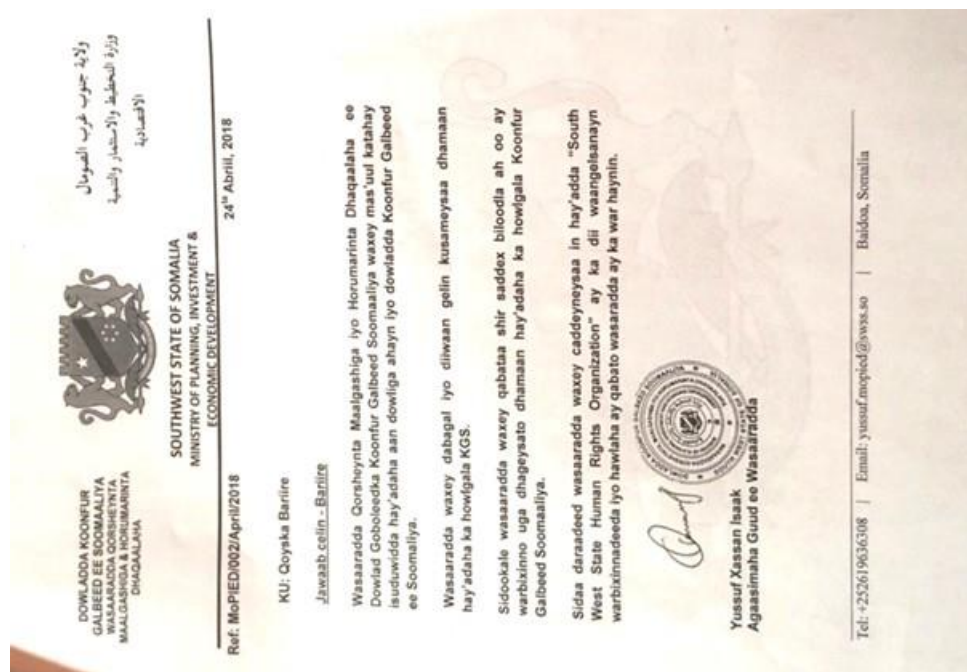 DOWLADDA KOONFUR
GALBEED EE SOOMAALIYA
WASAARADDA QORSHEYNTA
MAALGASHIGA & HORUMARINTA
DHAQAALAHA
SOUTHWEST STATE OF SOMALIA
MINISTRY OF PLANNING, INVESTMENT &
ECONOMIC DEVELOPMENT
ولاية جنوب غرب الصومال
وزارة التخطيط والاستثمار والتنمية
الاقتصادية
Ref: MoPIED/002/April/2018 24th Abriil, 2018
KU: Qoyska Bariire
Jawaab celin - Bariire
Wasaaradda Qorsheynta Maalgashiga iyo Horumarinta Dhaqaalaha ee
Dowlad Goboleedka Koonfur Galbeed Soomaaliya waxey mas'uul katahay
isuduwidda hay'adaha aan dowliga ahayn iyo dowladda Koonfur Galbeed
ee Soomaliya.
Wasaaradda waxey dabagal iyo diiwaan gelin kusameysaa dhamaan
hay'adaha ka howlgala KGS.
Sidookale wasaaradda waxey qabataa shir saddex biloodla ah oo ay
warbixinno uga dhageysato dhamaan hay'adaha ka howlgala Koonfur
Galbeed Soomaaliya.
Sidaa daraadeed wasaaradda waxey caddeyneysaa in hay'adda "South
West State Human Rights Organization" ay ka dii waangelsanayn
warbixinnadeeda iyo hawlaha ay qabato wasaradda ay ka war haynin.
Yussuf Xassan Isaak
Agaasimaha Guud ee Wasaaradda
Tel: +252619636308 | Email: yussuf.mopied@swss.so | Baidoa, Somalia